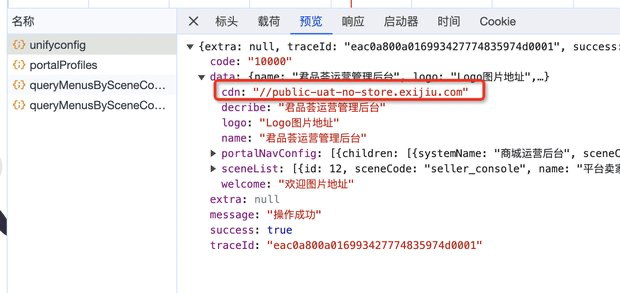 名称
标头
载荷
预览
响应
启动器
时间
Cookie
unifyconfig
portalProfiles
queryMenusBySceneCo…
queryMenusBySceneCo…
{extra: null, traceId: "eac0a800a016993427774835974d0001", success:
code: "10000"
data: {name: "君品荟运营管理后台", logo: "Logo图片地址",…}
cdn: "//public-uat-no-store.exijiu.com"
decribe: "君品荟运营管理后台"
logo: "Logo图片地址"
name: "君品荟运营管理后台"
portalNavConfig: [{children: [{systemName: "商城运营后台", sceneC
sceneList: [{id: 12, sceneCode: "seller_console", name: "平台卖家
welcome: "欢迎图片地址"
extra: null
message: "操作成功"
success: true
traceId: "eac0a800a016993427774835974d0001"